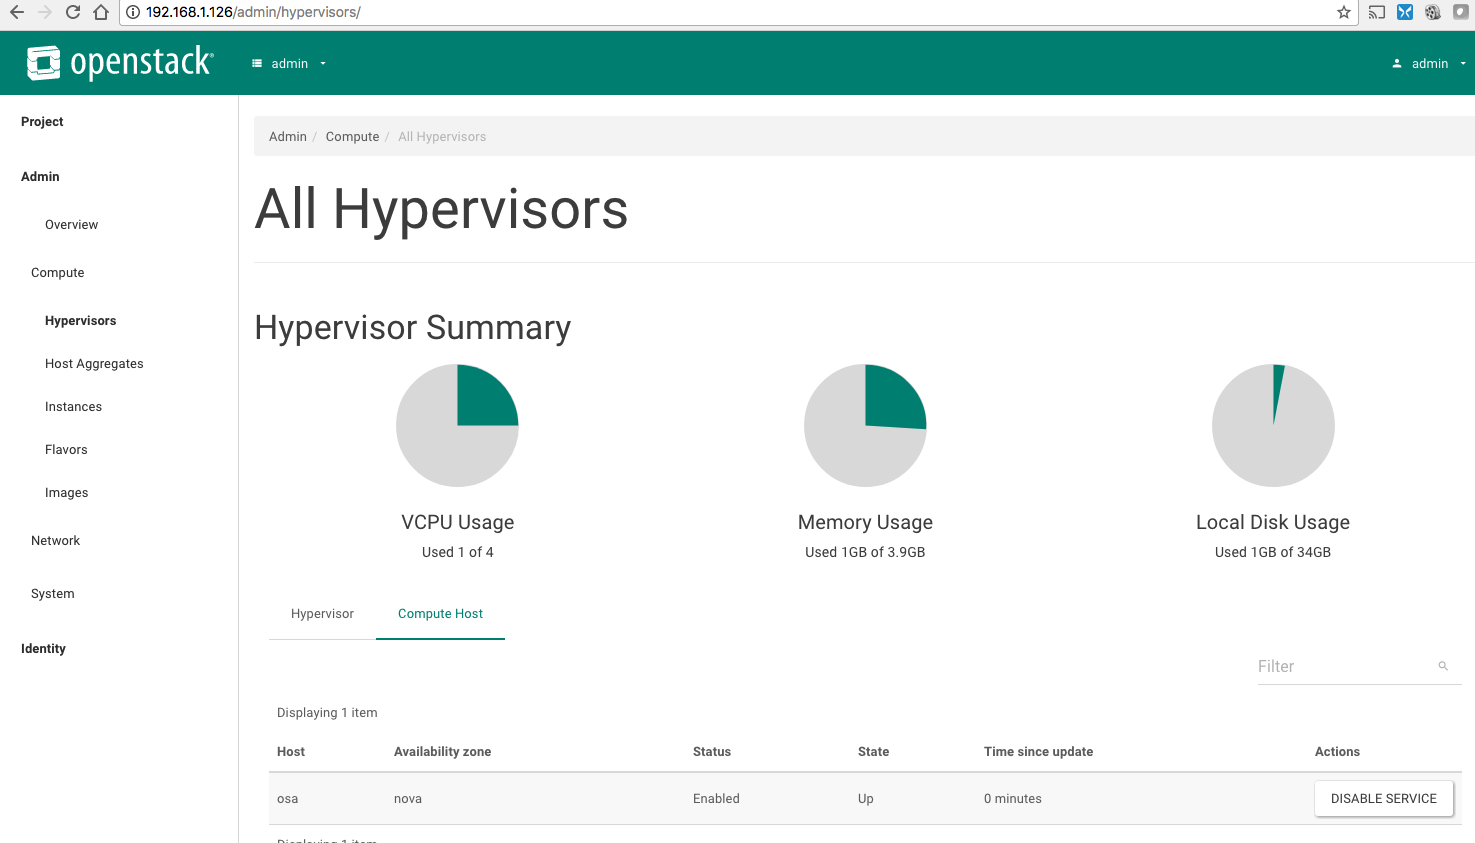 192.168.1.126/admin/hypervisors/
openstack
admin
admin
Project
Admin
Overview
Compute
Hypervisors
Host Aggregates
Instances
Flavors
Images
Network
System
Identity
Admin / Compute / All Hypervisors
All Hypervisors
Hypervisor Summary
VCPU Usage
Used 1 of 4
Memory Usage
Used 1GB of 3.9GB
Local Disk Usage
Used 1GB of 34GB
Hypervisor Compute Host
Filter
Displaying 1 item
Host Availability zone Status State Time since update Actions
osa nova Enabled Up 0 minutes DISABLE SERVICE
Displaying 1 item